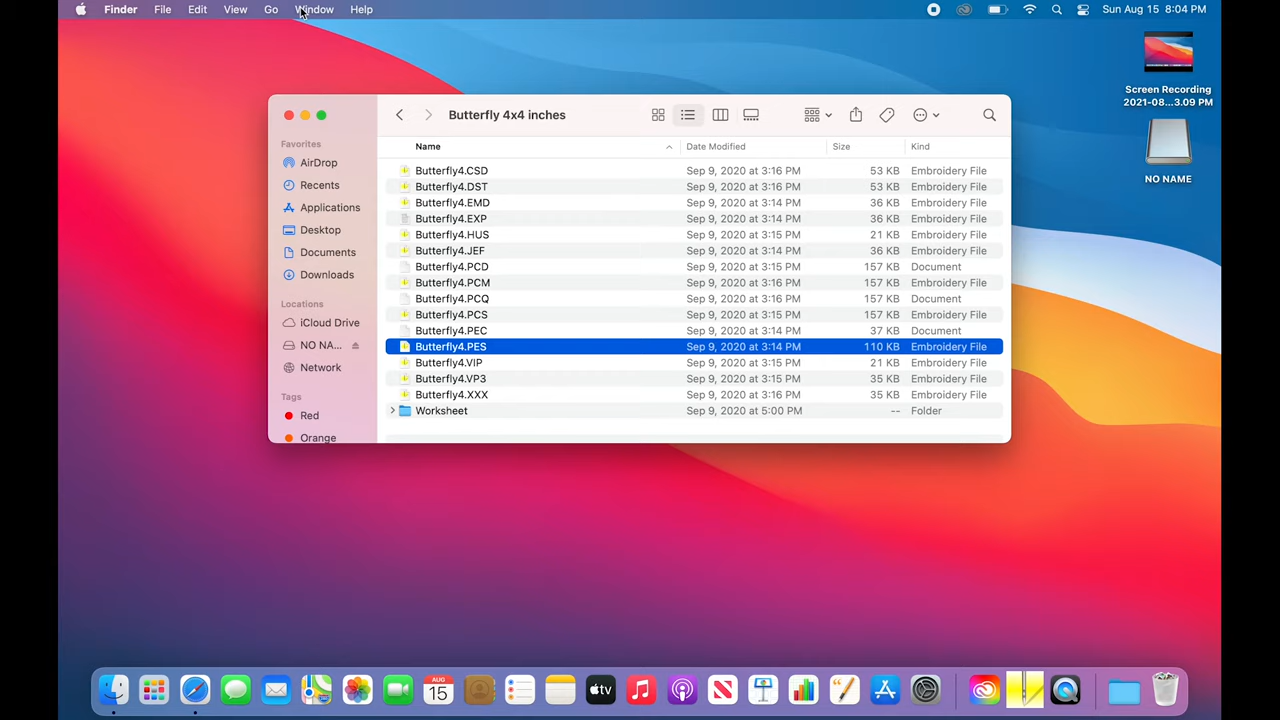 Finder File Edit View Go Window Help Sun Aug 15 8:04 PM
Screen Recording
2021-08...3.09 PM
NO NAME
Butterfly 4x4 inches
Favorites
AirDrop
Recents
Applications
Desktop
Documents
Downloads
Locations
iCloud Drive
NO NA...
Network
Tags
Red
Orange
Name Date Modified Size Kind
Butterfly4.CSD Sep 9, 2020 at 3:16 PM 53 KB Embroidery File
Butterfly4.DST Sep 9, 2020 at 3:16 PM 53 KB Embroidery File
Butterfly4.EMD Sep 9, 2020 at 3:14 PM 36 KB Embroidery File
Butterfly4.EXP Sep 9, 2020 at 3:14 PM 36 KB Embroidery File
Butterfly4.HUS Sep 9, 2020 at 3:15 PM 21 KB Embroidery File
Butterfly4.JEF Sep 9, 2020 at 3:14 PM 36 KB Embroidery File
Butterfly4.PCD Sep 9, 2020 at 3:15 PM 157 KB Document
Butterfly4.PCM Sep 9, 2020 at 3:16 PM 157 KB Embroidery File
Butterfly4.PCQ Sep 9, 2020 at 3:16 PM 157 KB Document
Butterfly4.PCS Sep 9, 2020 at 3:15 PM 157 KB Embroidery File
Butterfly4.PEC Sep 9, 2020 at 3:14 PM 37 KB Document
Butterfly4.PES Sep 9, 2020 at 3:14 PM 110 KB Embroidery File
Butterfly4.VIP Sep 9, 2020 at 3:15 PM 21 KB Embroidery File
Butterfly4.VP3 Sep 9, 2020 at 3:15 PM 35 KB Embroidery File
Butterfly4.XXX Sep 9, 2020 at 3:16 PM 35 KB Embroidery File
Worksheet Sep 9, 2020 at 5:00 PM -- Folder
AUG
15
tv